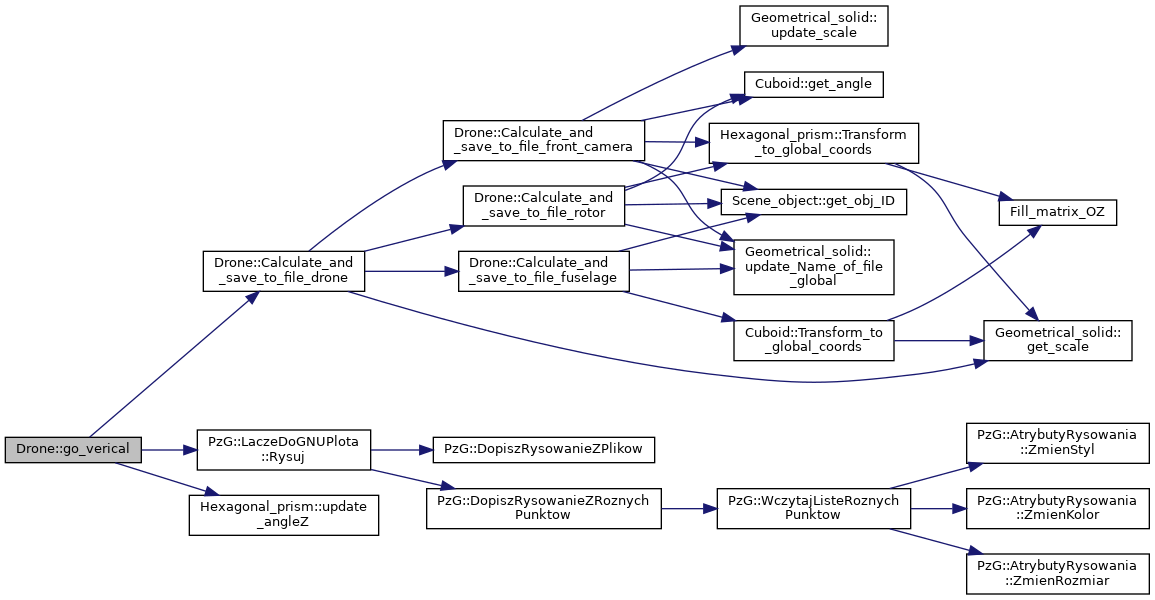 Geometrical_solid::
update_scale
Cuboid::get_angle
Drone::Calculate_and
_save_to_file_front_camera
Hexagonal_prism::Transform
_to_global_coords
Drone::Calculate_and
_save_to_file_rotor
Scene_object::get_obj_ID
Fill_matrix_OZ
Drone::Calculate_and
_save_to_file_drone
Drone::Calculate_and
_save_to_file_fuselage
Geometrical_solid::
update_Name_of_file
_global
Cuboid::Transform_to
_global_coords
Geometrical_solid::
get_scale
Drone::go_verical
PzG::LaczeDoGNUPlota
::Rysuj
PzG::DopiszRysowanieZPlikow
PzG::AtrybutyRysowania
::ZmienStyl
Hexagonal_prism::update
_angleZ
PzG::DopiszRysowanieZRoznych
Punktow
PzG::WczytajListeRoznych
Punktow
PzG::AtrybutyRysowania
::ZmienKolor
PzG::AtrybutyRysowania
::ZmienRozmiar